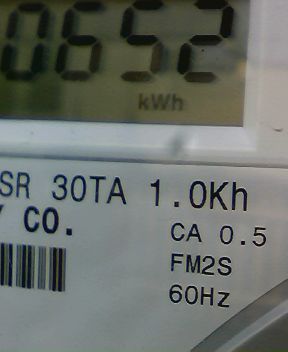 0652
kWh
SR 30TA 1.0Kh
Y CO.
CA 0.5
FM2S
60Hz